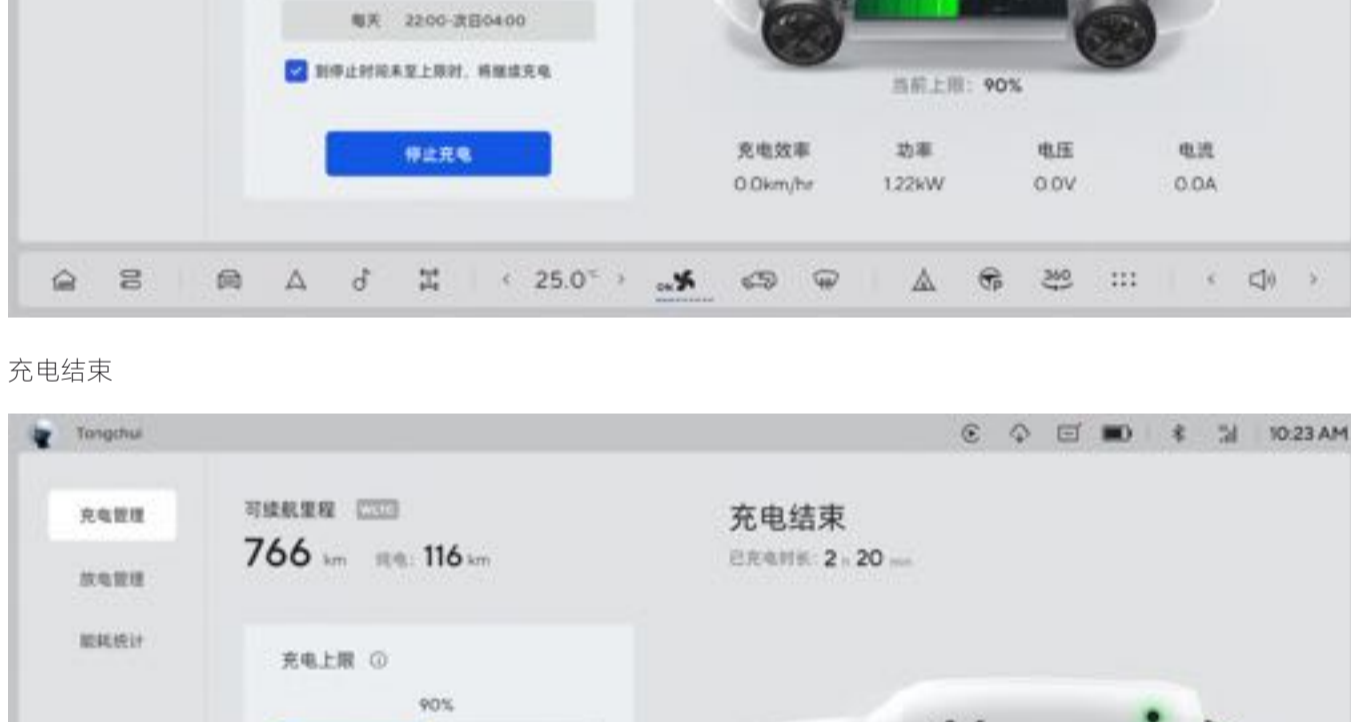 每天 22:00-次日04:00
到停止时间未至上限时，将继续充电
停止充电
当前上限：90%
充电效率 功率 电压 电流
0.0km/hr 1.22kW 0.0V 0.0A
25.0℃
ON
360
充电结束
Tongchui
10:23 AM
充电管理
放电管理
能耗统计
可续航里程 WLTC
766 km 纯电：116 km
充电结束
已充电时长：2 h 20 min
充电上限
90%